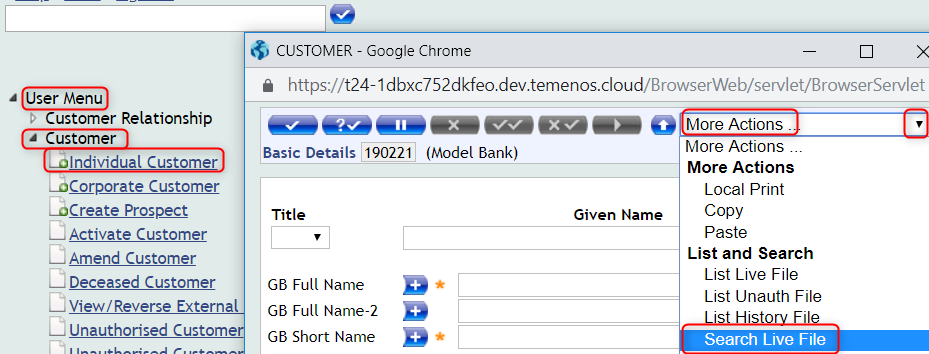 CUSTOMER - Google Chrome
https://t24-1dbxc752dkfeo.dev.temenos.cloud/BrowserWeb/servlet/BrowserServlet
User Menu
Customer Relationship
Customer
Individual Customer
Corporate Customer
Create Prospect
Activate Customer
Amend Customer
Deceased Customer
View/Reverse External
Unauthorised Customer
Unauthorised Customer
More Actions ...
Basic Details 190221 (Model Bank)
Title Given Name
GB Full Name *
GB Full Name-2
GB Short Name *
More Actions ...
More Actions
Local Print
Copy
Paste
List and Search
List Live File
List Unauth File
List History File
Search Live File